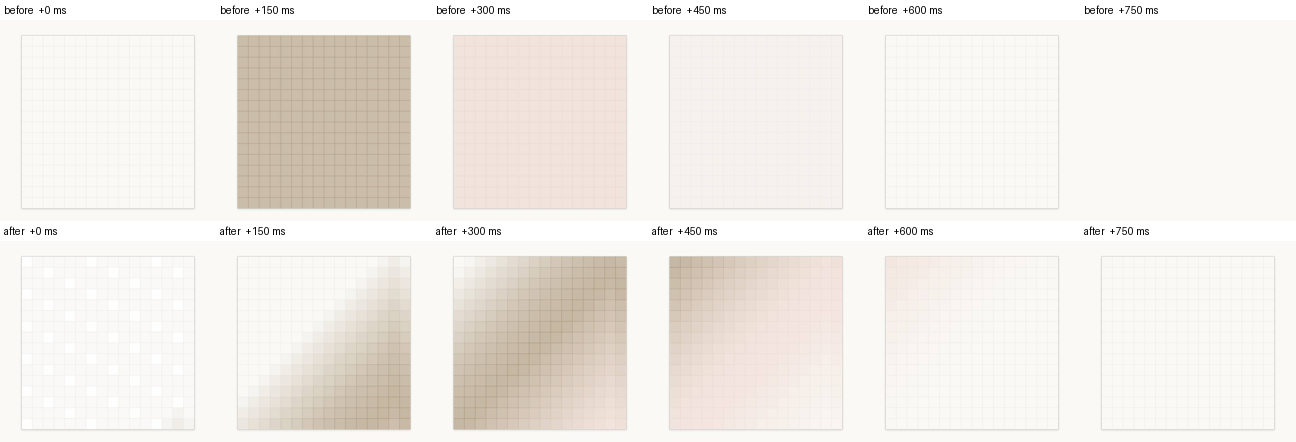 before +0 ms
before +150 ms
before +300 ms
before +450 ms
before +600 ms
before +750 ms
after +0 ms
after +150 ms
after +300 ms
after +450 ms
after +600 ms
after +750 ms